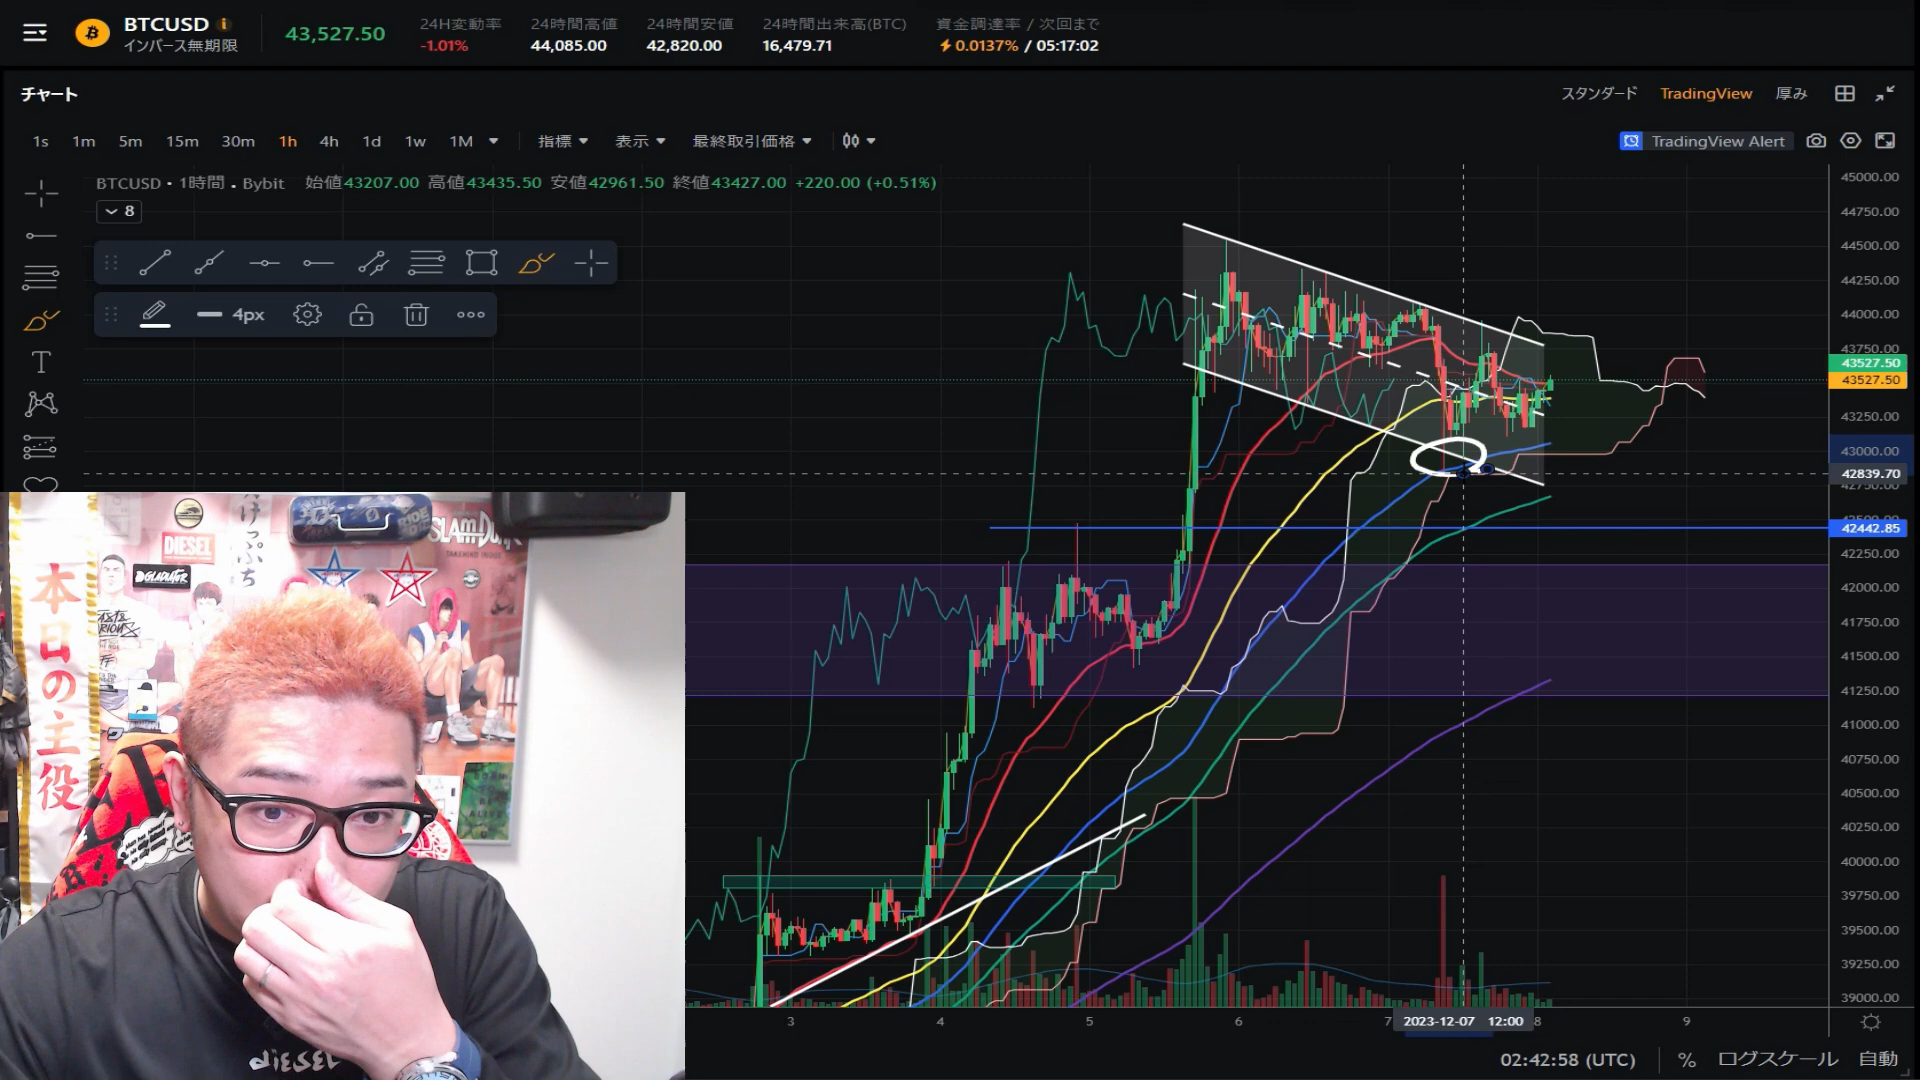 BTCUSD
インバース無期限
43,527.50
24H変動率
-1.01%
24時間高値
44,085.00
24時間安値
42,820.00
24時間出来高(BTC)
16,479.71
資金調達率 / 次回まで
0.0137% / 05:17:02
チャート
スタンダード TradingView 厚み
1s 1m 5m 15m 30m 1h 4h 1d 1w 1M 指標 表示 最終取引価格
TradingView Alert
BTCUSD • 1時間 . Bybit 始値43207.00 高値43435.50 安値42961.50 終値43427.00 +220.00 (+0.51%)
8
4px
45000.00
44750.00
44500.00
44250.00
44000.00
43750.00
43527.50
43527.50
43250.00
43000.00
42839.70
42750.00
42442.85
42250.00
42000.00
41750.00
41500.00
41250.00
41000.00
40750.00
40500.00
40250.00
40000.00
39750.00
39500.00
39250.00
39000.00
3 4 5 6 7 2023-12-07 12:00 8 9
02:42:58 (UTC) % ログスケール 自動
本日の主役
DIESEL
GLADIATOR
SLAM DUNK
DIESEL